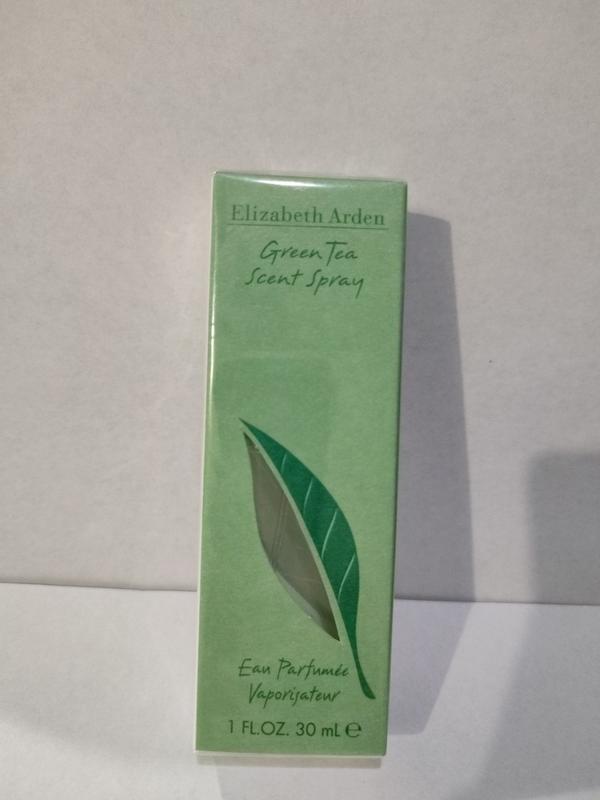 Elizabeth Arden
Green Tea
Scent Spray
Eau Parfumée
Vaporisateur
1 FL.OZ. 30 mL ℮